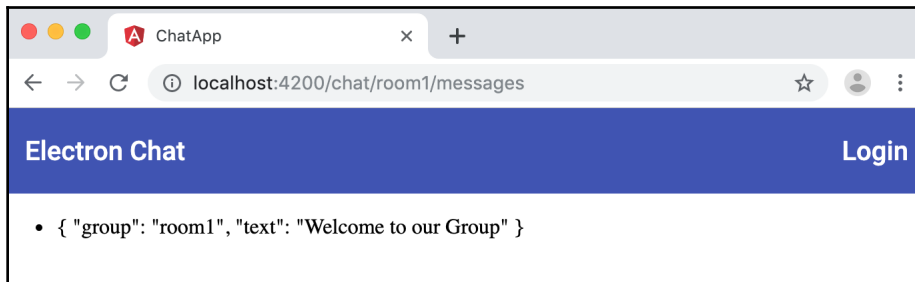 ChatApp
localhost:4200/chat/room1/messages
Electron Chat Login
{ "group": "room1", "text": "Welcome to our Group" }